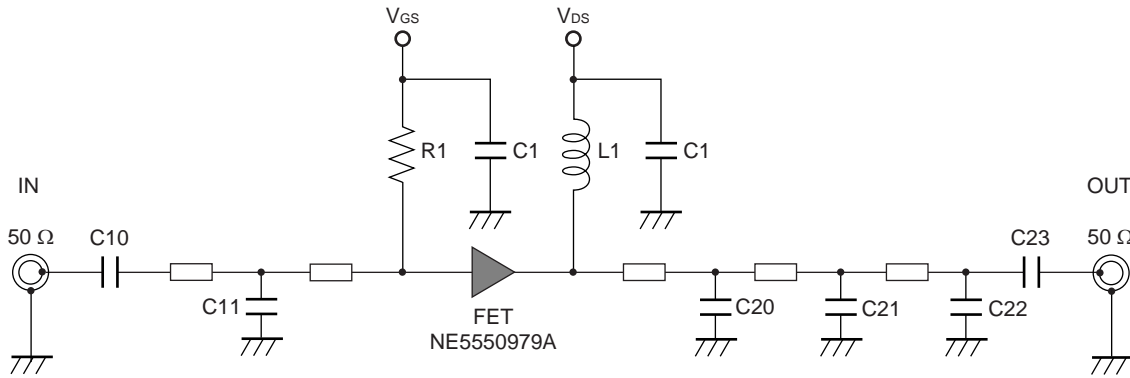 VGS
VDS
R1
C1
L1
C1
IN
OUT
50 Ω
C10
C23
50 Ω
C11
C20
C21
C22
FET
NE5550979A